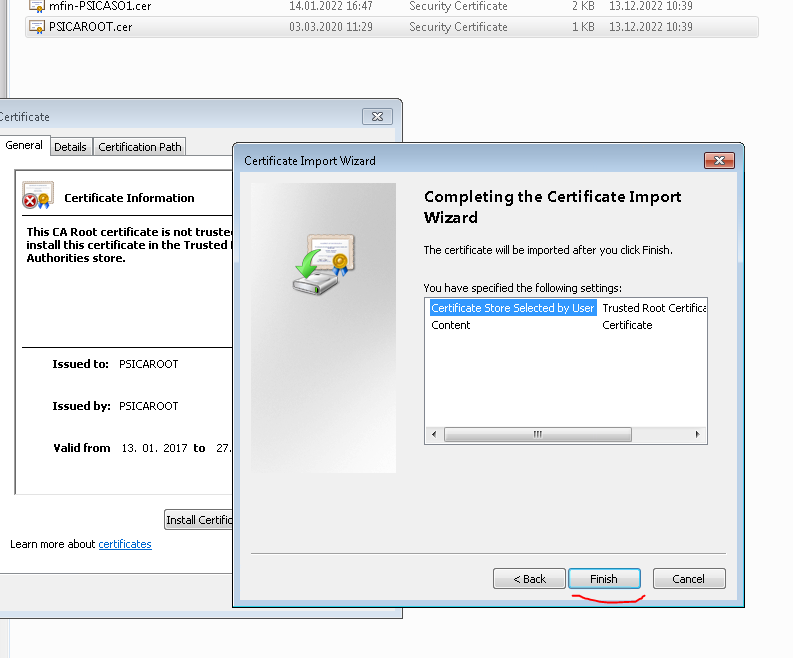 mfin-PSICASO1.cer 14.01.2022 16:47 Security Certificate 2 KB 13.12.2022 10:39
PSICAROOT.cer 03.03.2020 11:29 Security Certificate 1 KB 13.12.2022 10:39
Certificate
General Details Certification Path
Certificate Information
This CA Root certificate is not truste
install this certificate in the Trusted
Authorities store.
Issued to: PSICAROOT
Issued by: PSICAROOT
Valid from 13. 01. 2017 to 27.
Install Certific
Learn more about certificates
Certificate Import Wizard
Completing the Certificate Import
Wizard
The certificate will be imported after you click Finish.
You have specified the following settings:
Certificate Store Selected by User Trusted Root Certifica
Content Certificate
< Back Finish Cancel